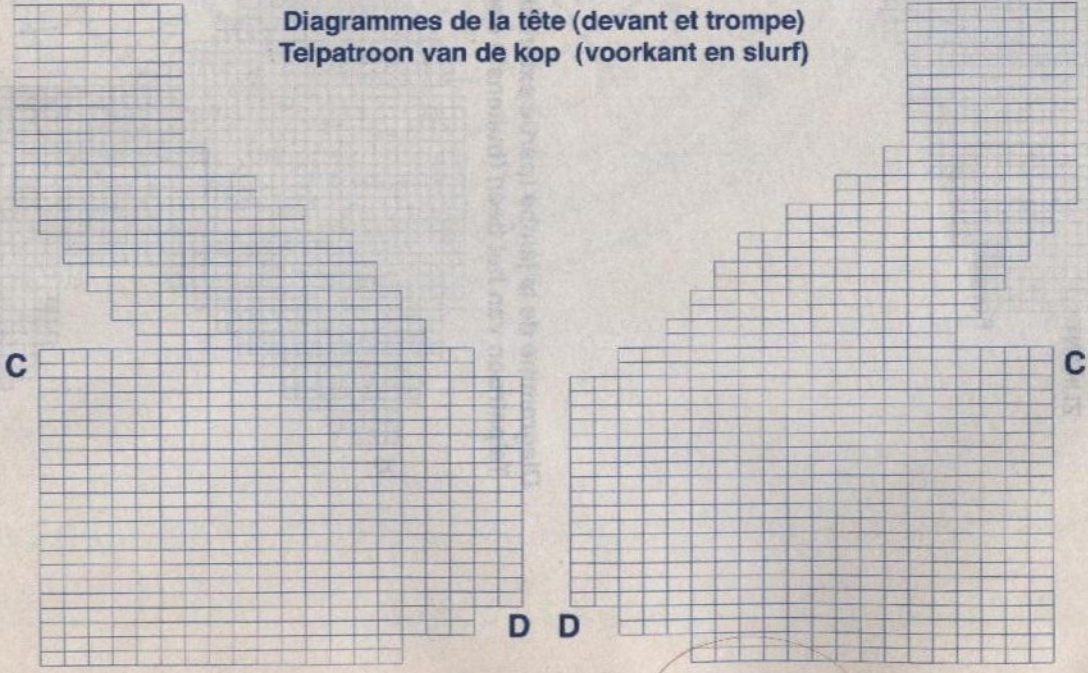 Diagrammes de la tête (devant et trompe)
Telpatroon van de kop (voorkant en slurf)
C
C
D D